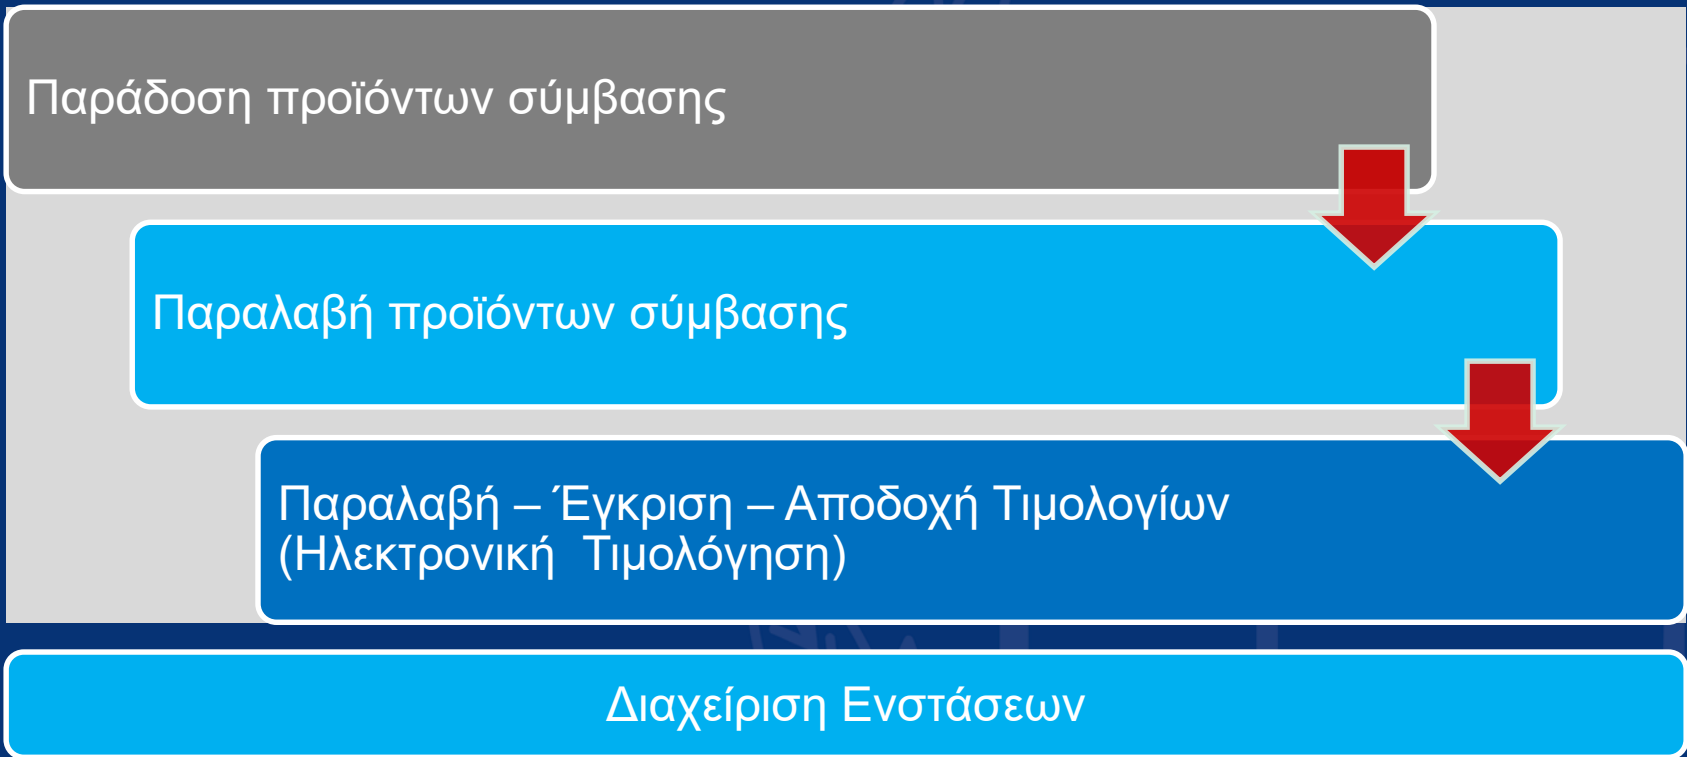 Παράδοση προϊόντων σύμβασης
Παραλαβή προϊόντων σύμβασης
Παραλαβή – Έγκριση – Αποδοχή Τιμολογίων
(Ηλεκτρονική  Τιμολόγηση)
Διαχείριση Ενστάσεων